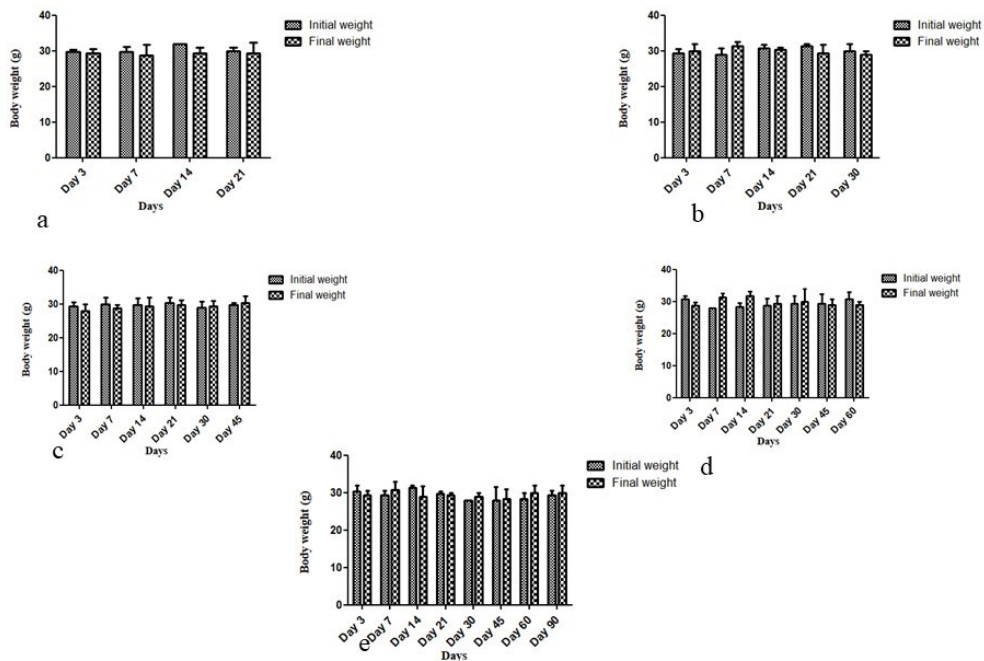 Body weight (g)
40
30
20
10
0
Initial weight
Final weight
Day 3
Day 7
Day 14
Day 21
Days
a
Body weight (g)
40
30
20
10
0
Initial weight
Final weight
Day 3
Day 7
Day 14
Day 21
Day 30
Days
b
Body weight (g)
40
30
20
10
0
Initial weight
Final weight
Day 3
Day 7
Day 14
Day 21
Day 30
Day 45
Days
c
Body weight (g)
40
30
20
10
0
Initial weight
Final weight
Day 3
Day 7
Day 14
Day 21
Day 30
Day 45
Day 60
Days
d
Body weight (g)
40
30
20
10
0
Initial weight
Final weight
Day 3
Day 7
Day 14
Day 21
Day 30
Day 45
Day 60
Day 90
Days
e